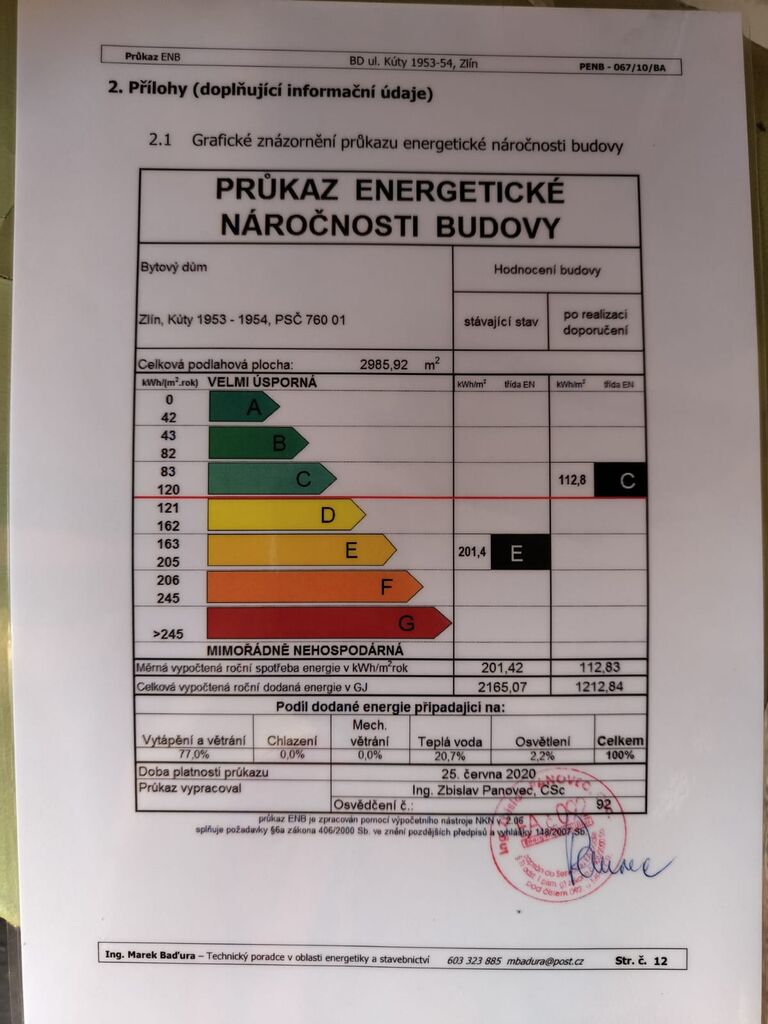 Průkaz ENB BD ul. Kúty 1953-54, Zlín PENB - 067/10/BA
2. Přílohy (doplňující informační údaje)
2.1 Grafické znázornění průkazu energetické náročnosti budovy
PRŮKAZ ENERGETICKÉ
NÁROČNOSTI BUDOVY
Bytový dům
Hodnocení budovy
Zlín, Kúty 1953 - 1954, PSČ 760 01
stávající stav
po realizaci
doporučení
Celková podlahová plocha: 2985,92 m²
kWh/(m².rok) VELMI ÚSPORNÁ kWh/m² třída EN kWh/m² třída EN
0
42
A
43
82
B
83
120
C
112,8 C
121
162
D
163
205
E
201,4 E
206
245
F
>245
G
MIMOŘÁDNĚ NEHOSPODÁRNÁ
Měrná vypočtená roční spotřeba energie v kWh/m²rok 201,42 112,83
Celková vypočtená roční dodaná energie v GJ 2165,07 1212,84
Podíl dodané energie připadající na:
Vytápění a větrání Chlazení Mech. větrání Teplá voda Osvětlení Celkem
77,0% 0,0% 0,0% 20,7% 2,2% 100%
Doba platnosti průkazu 25. června 2020
Průkaz vypracoval Ing. Zbislav Panovec, CSc
Osvědčení č.: 92
průkaz ENB je zpracován pomocí výpočetního nástroje NKN v. 2.06
splňuje požadavky §6a zákona 406/2000 Sb. ve znění pozdějších předpisů a vyhlášky 148/2007 Sb
Ing. Marek Baďura – Technický poradce v oblasti energetiky a stavebnictví 603 323 885 mbadura@post.cz Str. č. 12